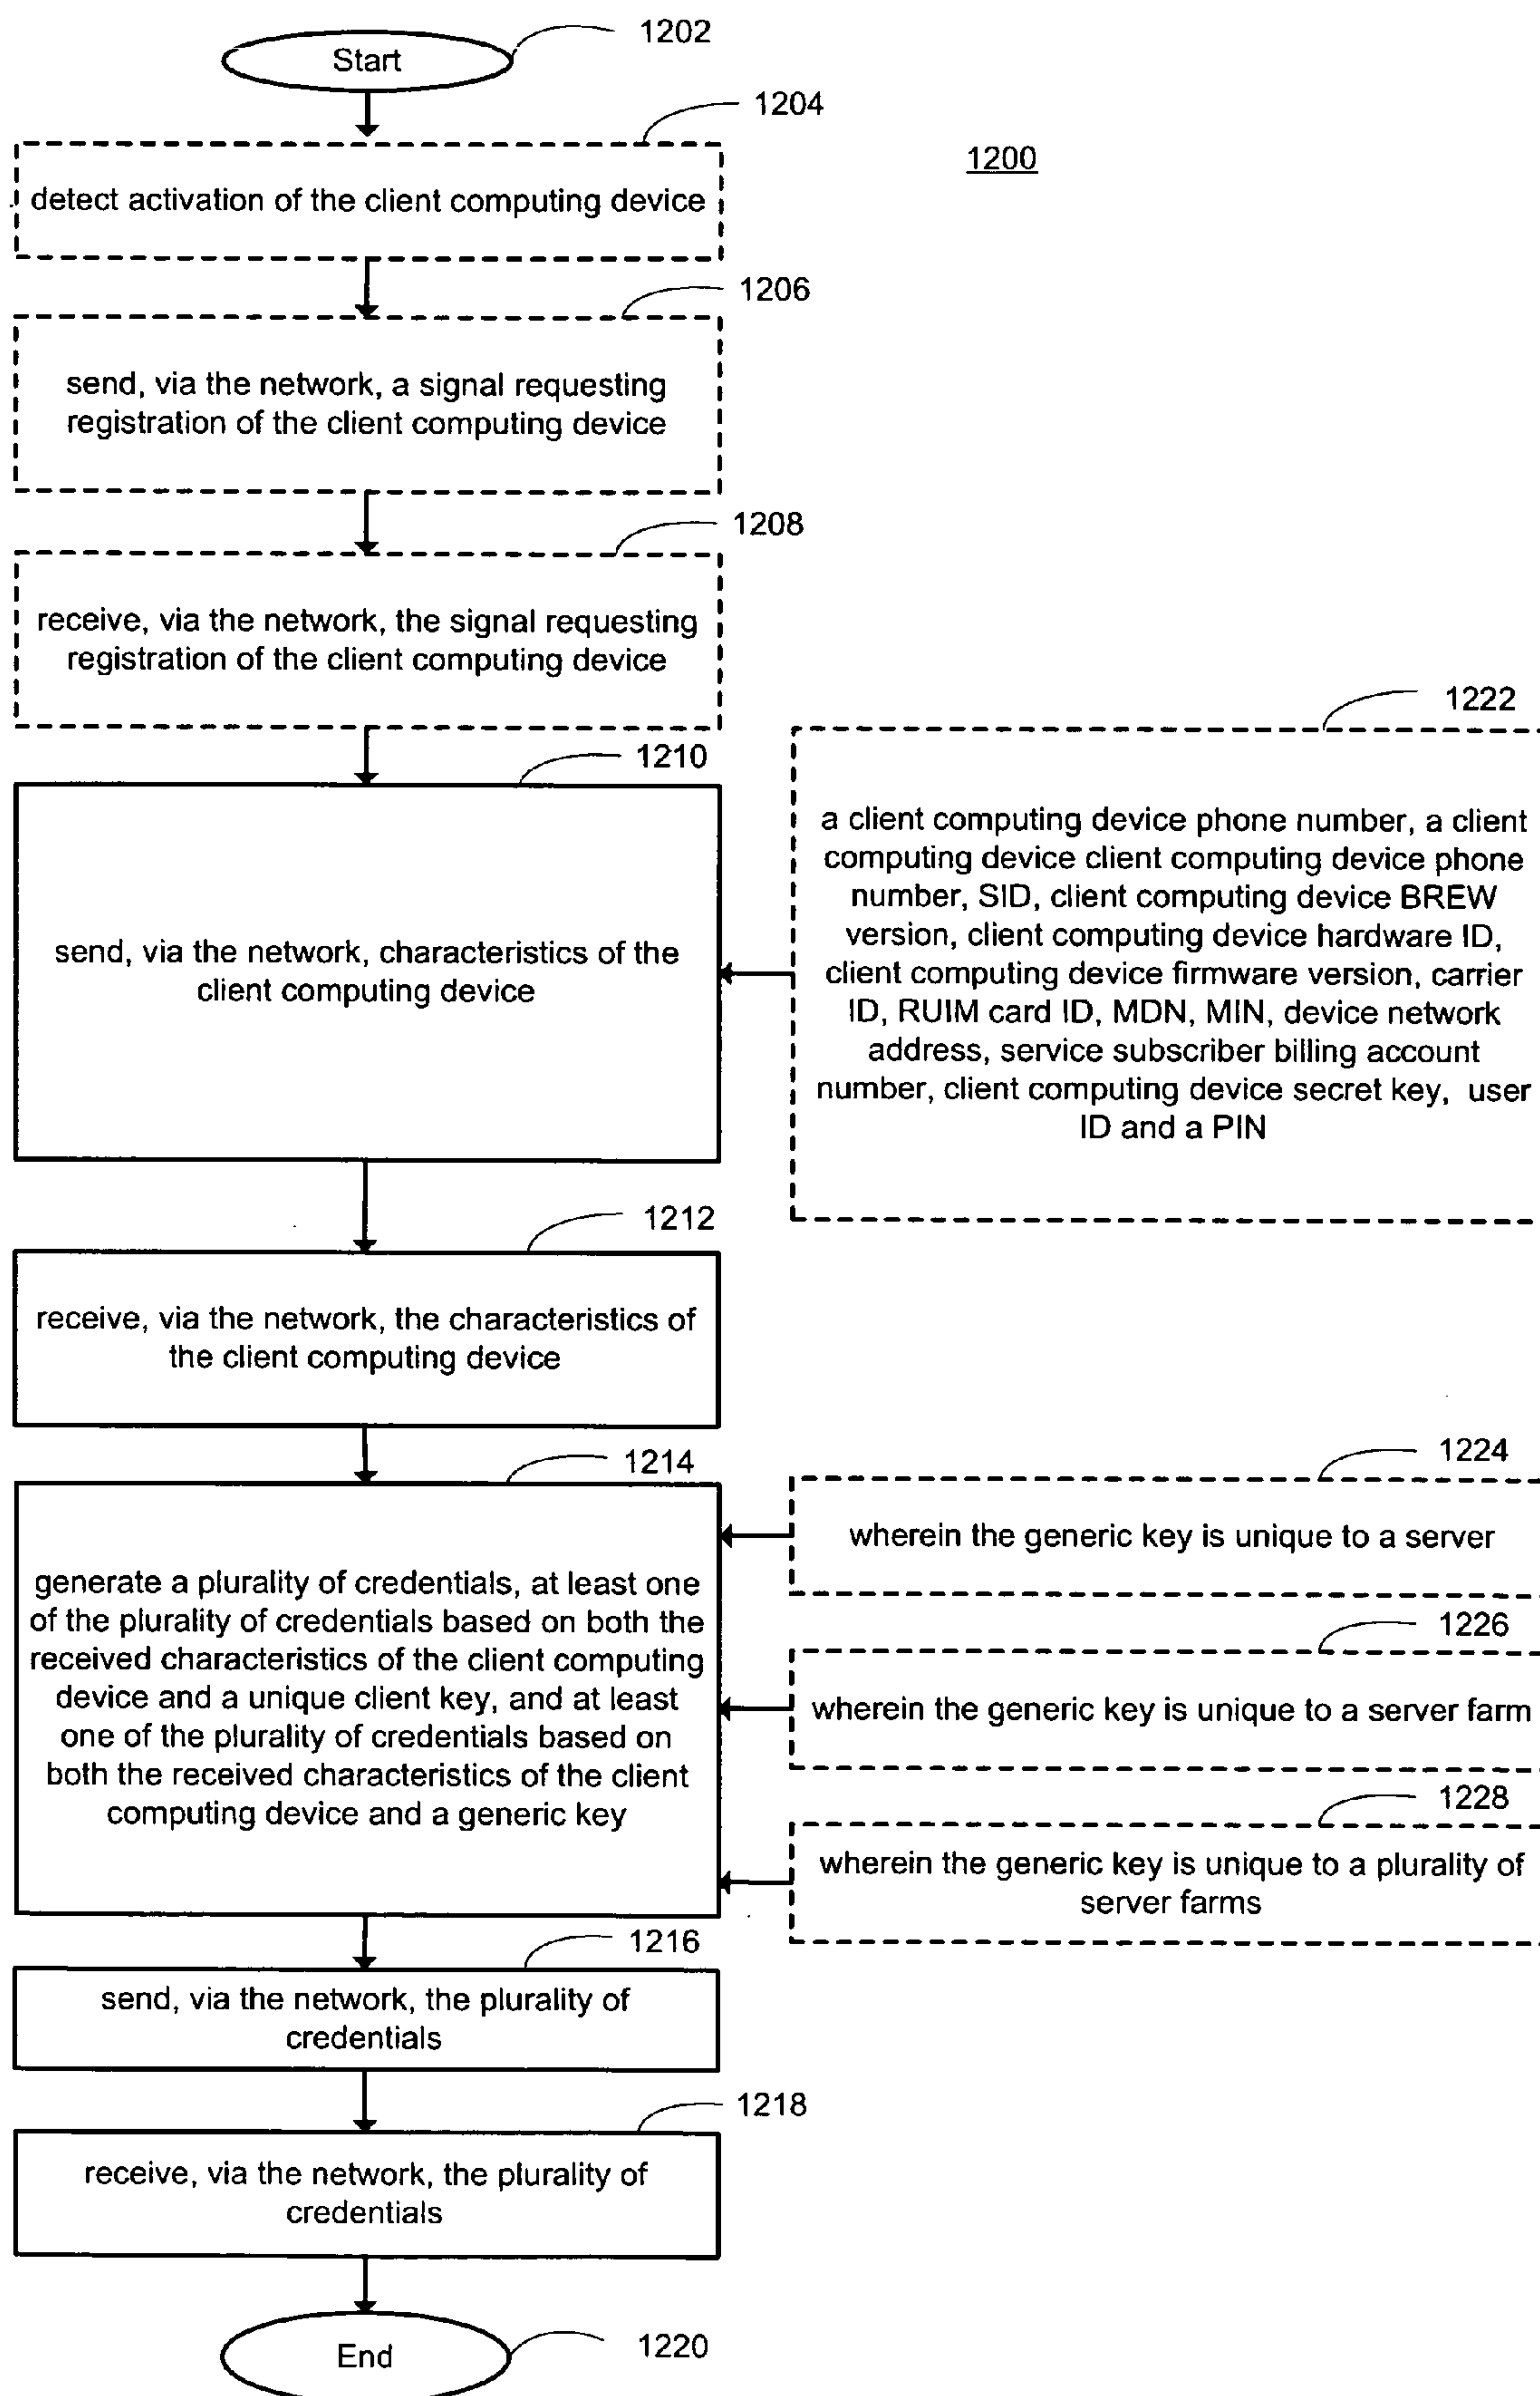 1202
Start
1204
1200
detect activation of the client computing device
1206
send, via the network, a signal requesting
registration of the client computing device
1208
receive, via the network, the signal requesting
registration of the client computing device
1222
1210
a client computing device phone number, a client
computing device client computing device phone
number, SID, client computing device BREW
version, client computing device hardware ID,
client computing device firmware version, carrier
ID, RUIM card ID, MDN, MIN, device network
address, service subscriber billing account
number, client computing device secret key, user
ID and a PIN
send, via the network, characteristics of the
client computing device
1212
receive, via the network, the characteristics of
the client computing device
1214
generate a plurality of credentials, at least one
of the plurality of credentials based on both the
received characteristics of the client computing
device and a unique client key, and at least
one of the plurality of credentials based on
both the received characteristics of the client
computing device and a generic key
1224
wherein the generic key is unique to a server
1226
wherein the generic key is unique to a server farm
1228
wherein the generic key is unique to a plurality of
server farms
1216
send, via the network, the plurality of
credentials
1218
receive, via the network, the plurality of
credentials
End
1220